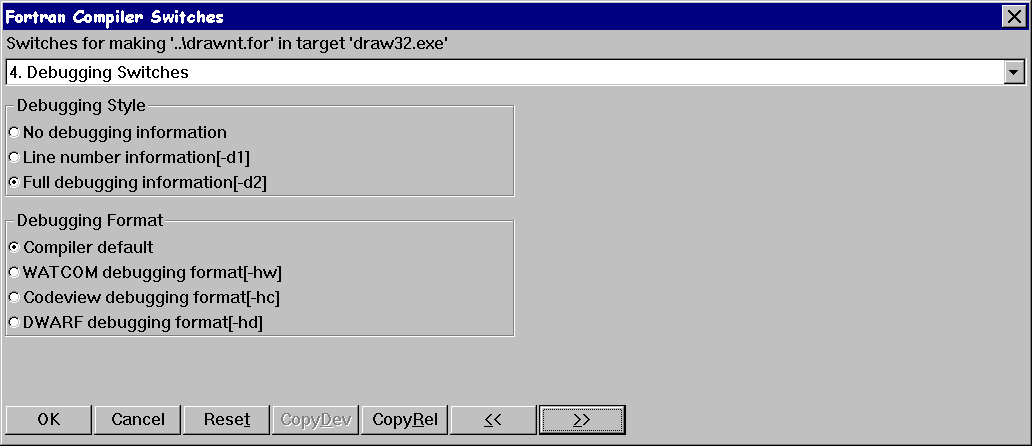 Fortran Compiler Switches
Switches for making '..\drawnt.for' in target 'draw32.exe'
4. Debugging Switches
Debugging Style
No debugging information
Line number information[-d1]
Full debugging information[-d2]
Debugging Format
Compiler default
WATCOM debugging format[-hw]
Codeview debugging format[-hc]
DWARF debugging format[-hd]
OK Cancel Reset CopyDev CopyRel << >>